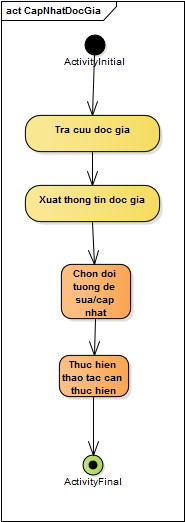 act CapNhatDocGia
ActivityInitial
Tra cuu doc gia
Xuat thong tin doc gia
Chon doi
tuong de
sua/cap
nhat
Thuc hien
thao tac can
thuc hien
ActivityFinal